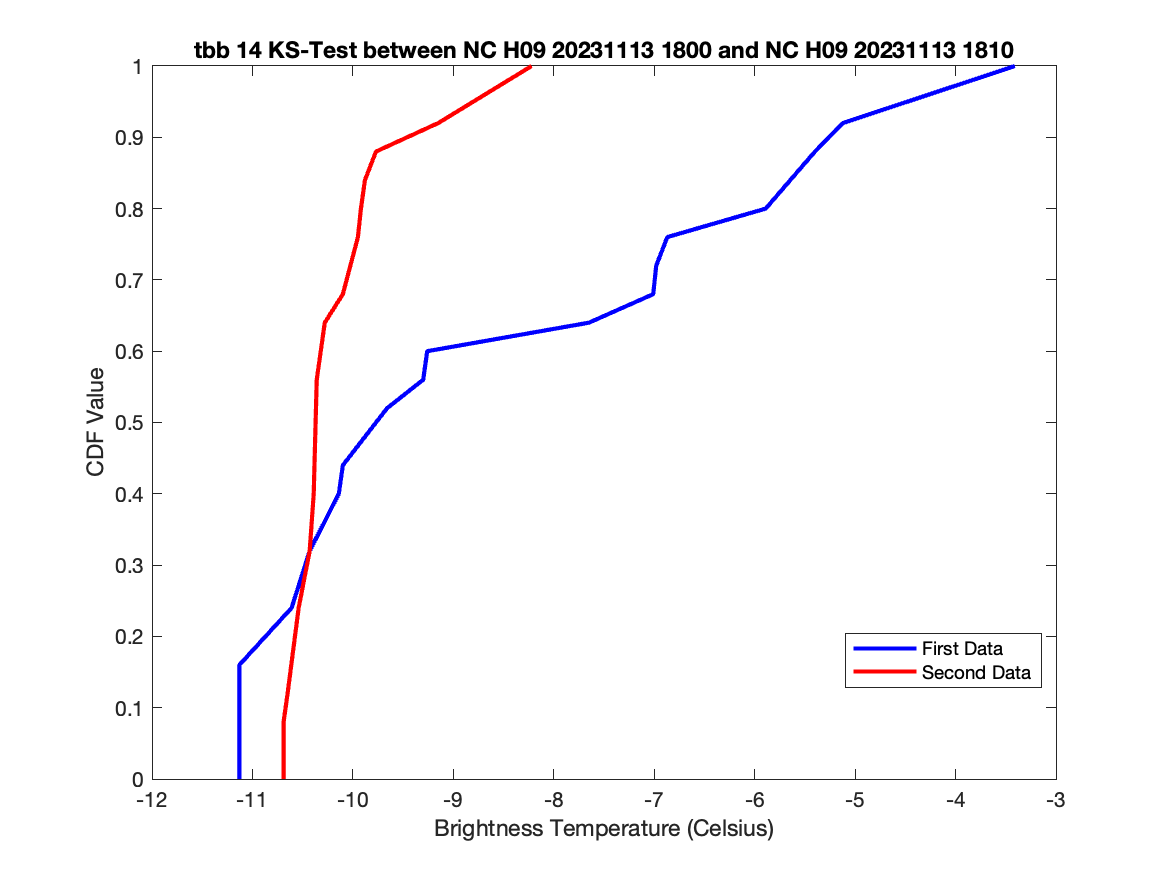 tbb 14 KS-Test between NC H09 20231113 1800 and NC H09 20231113 1810
1
0.9
0.8
0.7
0.6
0.5
0.4
0.3
0.2
0.1
0
CDF Value
First Data
Second Data
-12 -11 -10 -9 -8 -7 -6 -5 -4 -3
Brightness Temperature (Celsius)